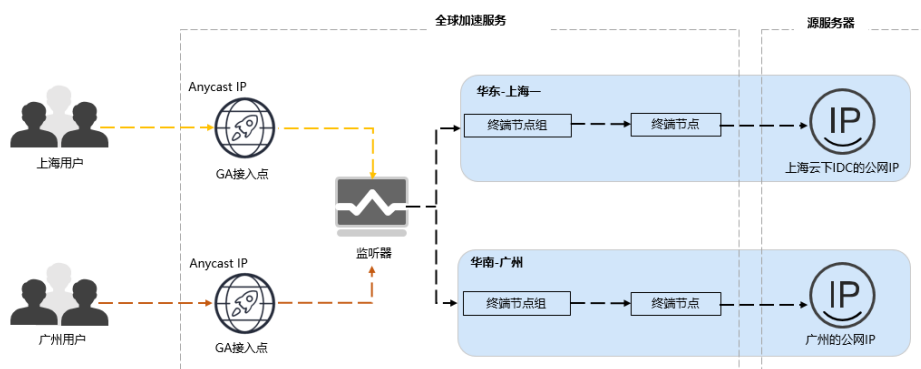 全球加速服务
源服务器
Anycast IP
华东-上海一
终端节点组
终端节点
IP
上海用户
GA接入点
上海云下IDC的公网IP
监听器
Anycast IP
华南-广州
终端节点组
终端节点
IP
广州用户
GA接入点
广州的公网IP